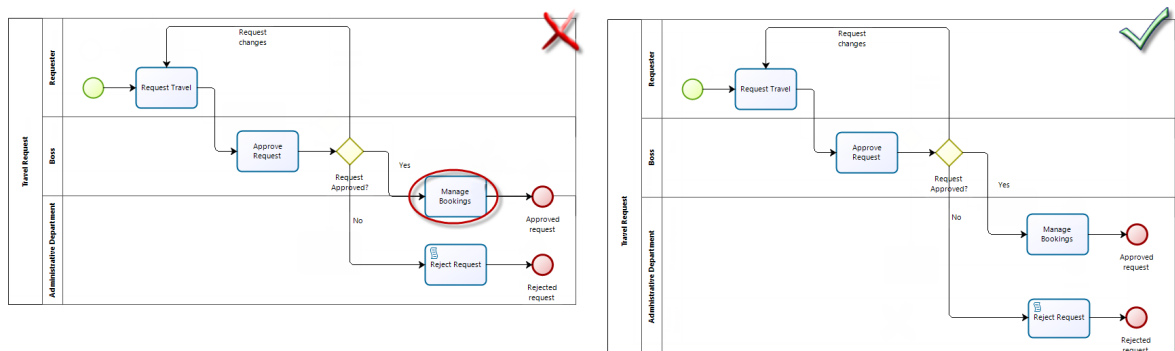 Travel Request
Requester
Boss
Administrative Department
Request
changes
Request Travel
Approve
Request
Request
Approved?
Yes
No
Manage
Bookings
Approved
request
Reject Request
Rejected
request
Travel Request
Requester
Boss
Administrative Department
Request
changes
Request Travel
Approve
Request
Request
Approved?
Yes
No
Manage
Bookings
Approved
request
Reject Request
Rejected
request